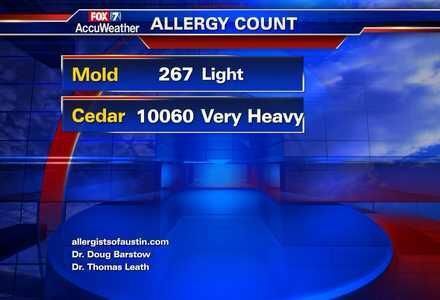 FOX 7
AccuWeather
ALLERGY COUNT
Mold 267 Light
Cedar 10060 Very Heavy
allergistsofaustin.com
Dr. Doug Barstow
Dr. Thomas Leath